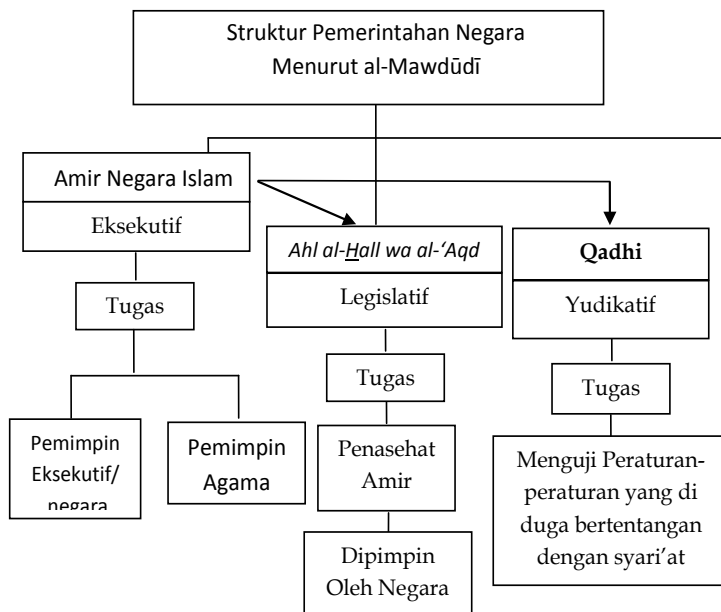 Struktur Pemerintahan Negara
Menurut al-Mawdūdī
Amir Negara Islam
Eksekutif
Tugas
Pemimpin
Eksekutif/
negara
Pemimpin
Agama
Ahl al-Hall wa al-‘Aqd
Legislatif
Tugas
Penasehat
Amir
Dipimpin
Oleh Negara
Qadhi
Yudikatif
Tugas
Menguji Peraturan-
peraturan yang di
duga bertentangan
dengan syari’at